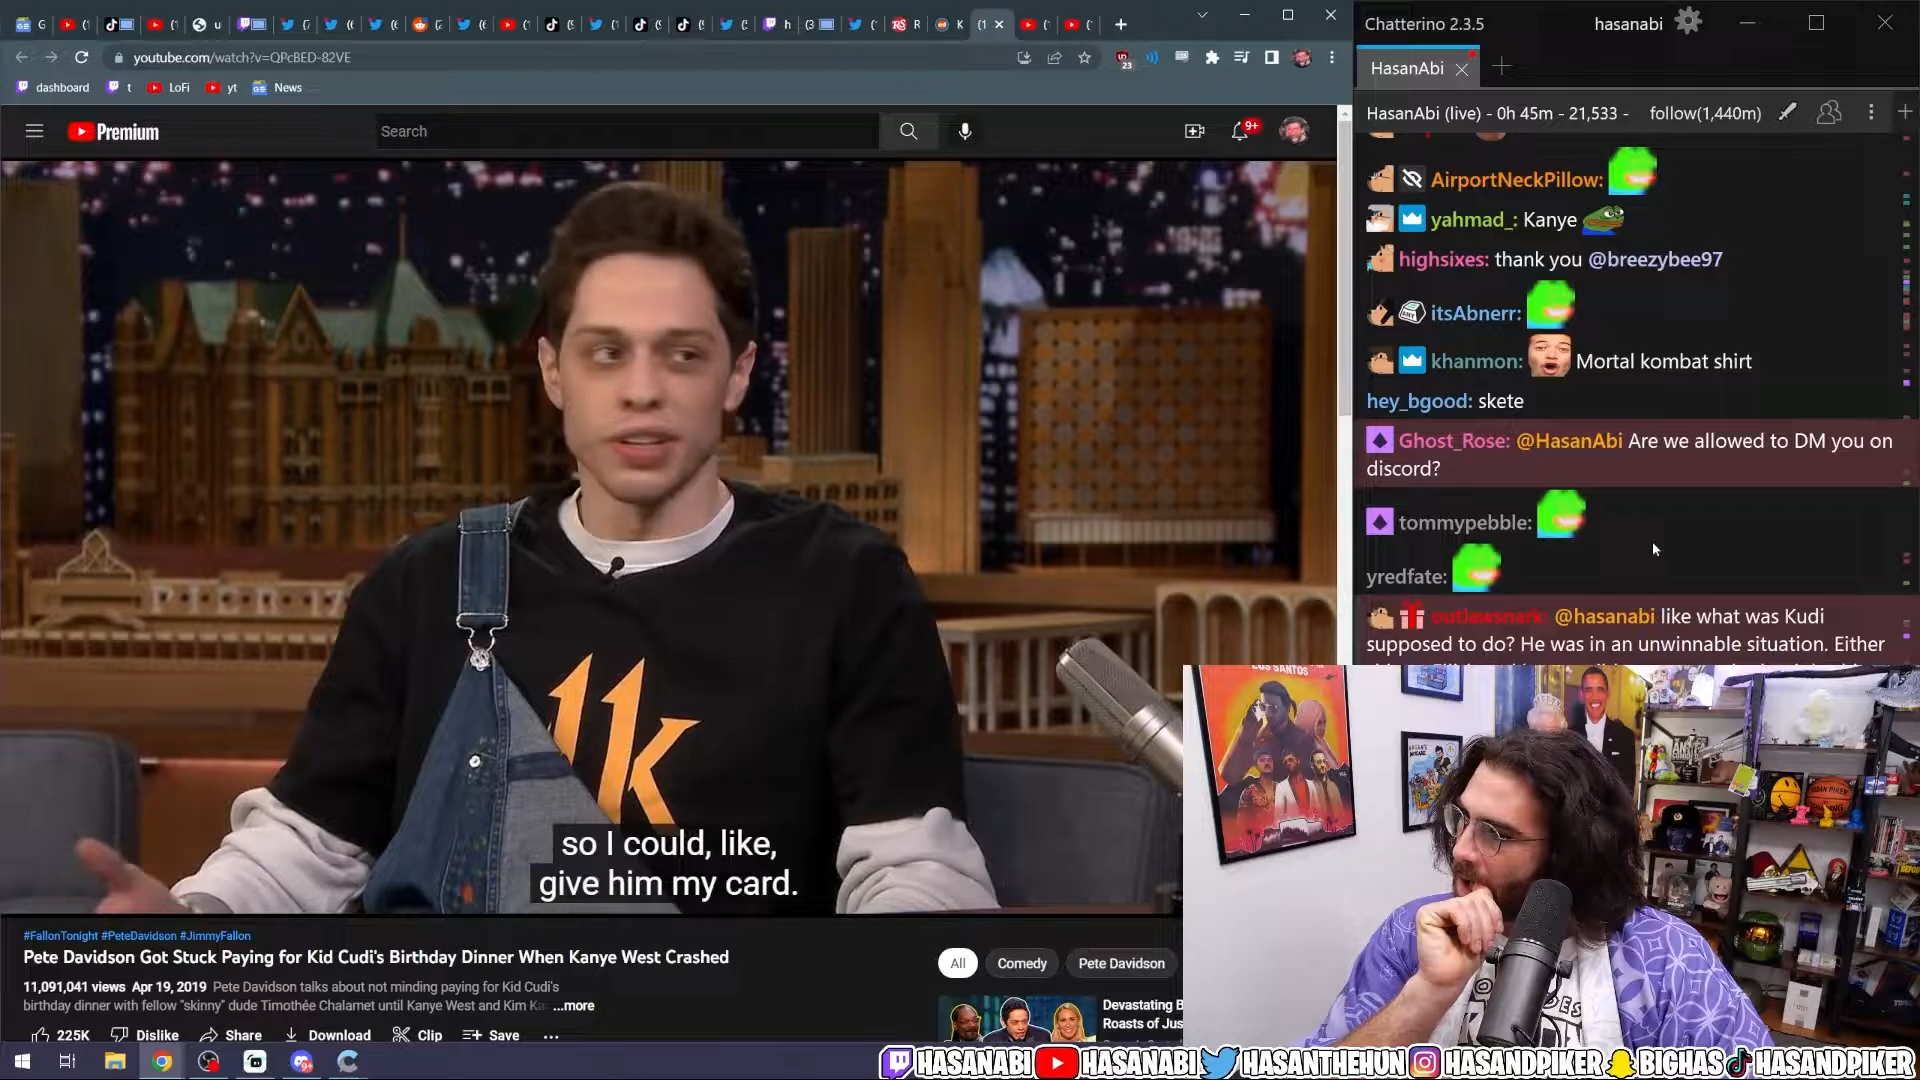 youtube.com/watch?v=QPcBED-82VE
23
dashboard
t
LoFi
yt
News
Premium
Search
9+
so I could, like,
give him my card.
#FallonTonight #PeteDavidson #JimmyFallon
Pete Davidson Got Stuck Paying for Kid Cudi's Birthday Dinner When Kanye West Crashed
11,091,041 views Apr 19, 2019 Pete Davidson talks about not minding paying for Kid Cudi's
birthday dinner with fellow "skinny" dude Timothée Chalamet until Kanye West and Kim Ka ...more
225K Dislike Share Download Clip Save ...
All Comedy Pete Davidson
Devastating B
Roasts of Jus
Chatterino 2.3.5
hasanabi
HasanAbi
HasanAbi (live) - 0h 45m - 21,533 - follow(1,440m)
AirportNeckPillow:
yahmad_: Kanye
highsixes: thank you @breezybee97
itsAbnerr:
khanmon: Mortal kombat shirt
hey_bgood: skete
Ghost_Rose: @HasanAbi Are we allowed to DM you on
discord?
tommypebble:
yredfate:
outlawsnark: @hasanabi like what was Kudi
supposed to do? He was in an unwinnable situation. Either
LOS SANTOS
HASANABI HASANABI HASANTHEHUN HASANDPIKER BIGHAS HASANDPIKER